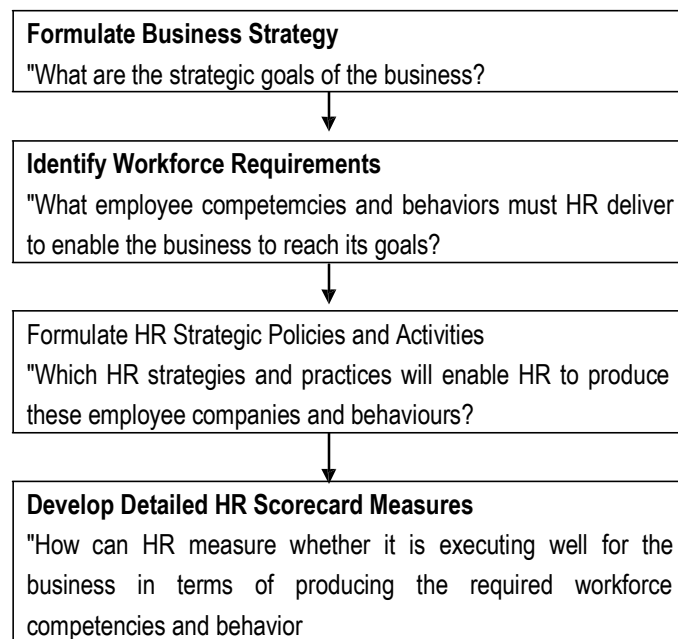 Formulate Business Strategy
"What are the strategic goals of the business?
Identify Workforce Requirements
"What employee competemcies and behaviors must HR deliver
to enable the business to reach its goals?
Formulate HR Strategic Policies and Activities
"Which HR strategies and practices will enable HR to produce
these employee companies and behaviours?
Develop Detailed HR Scorecard Measures
"How can HR measure whether it is executing well for the
business in terms of producing the required workforce
competencies and behavior